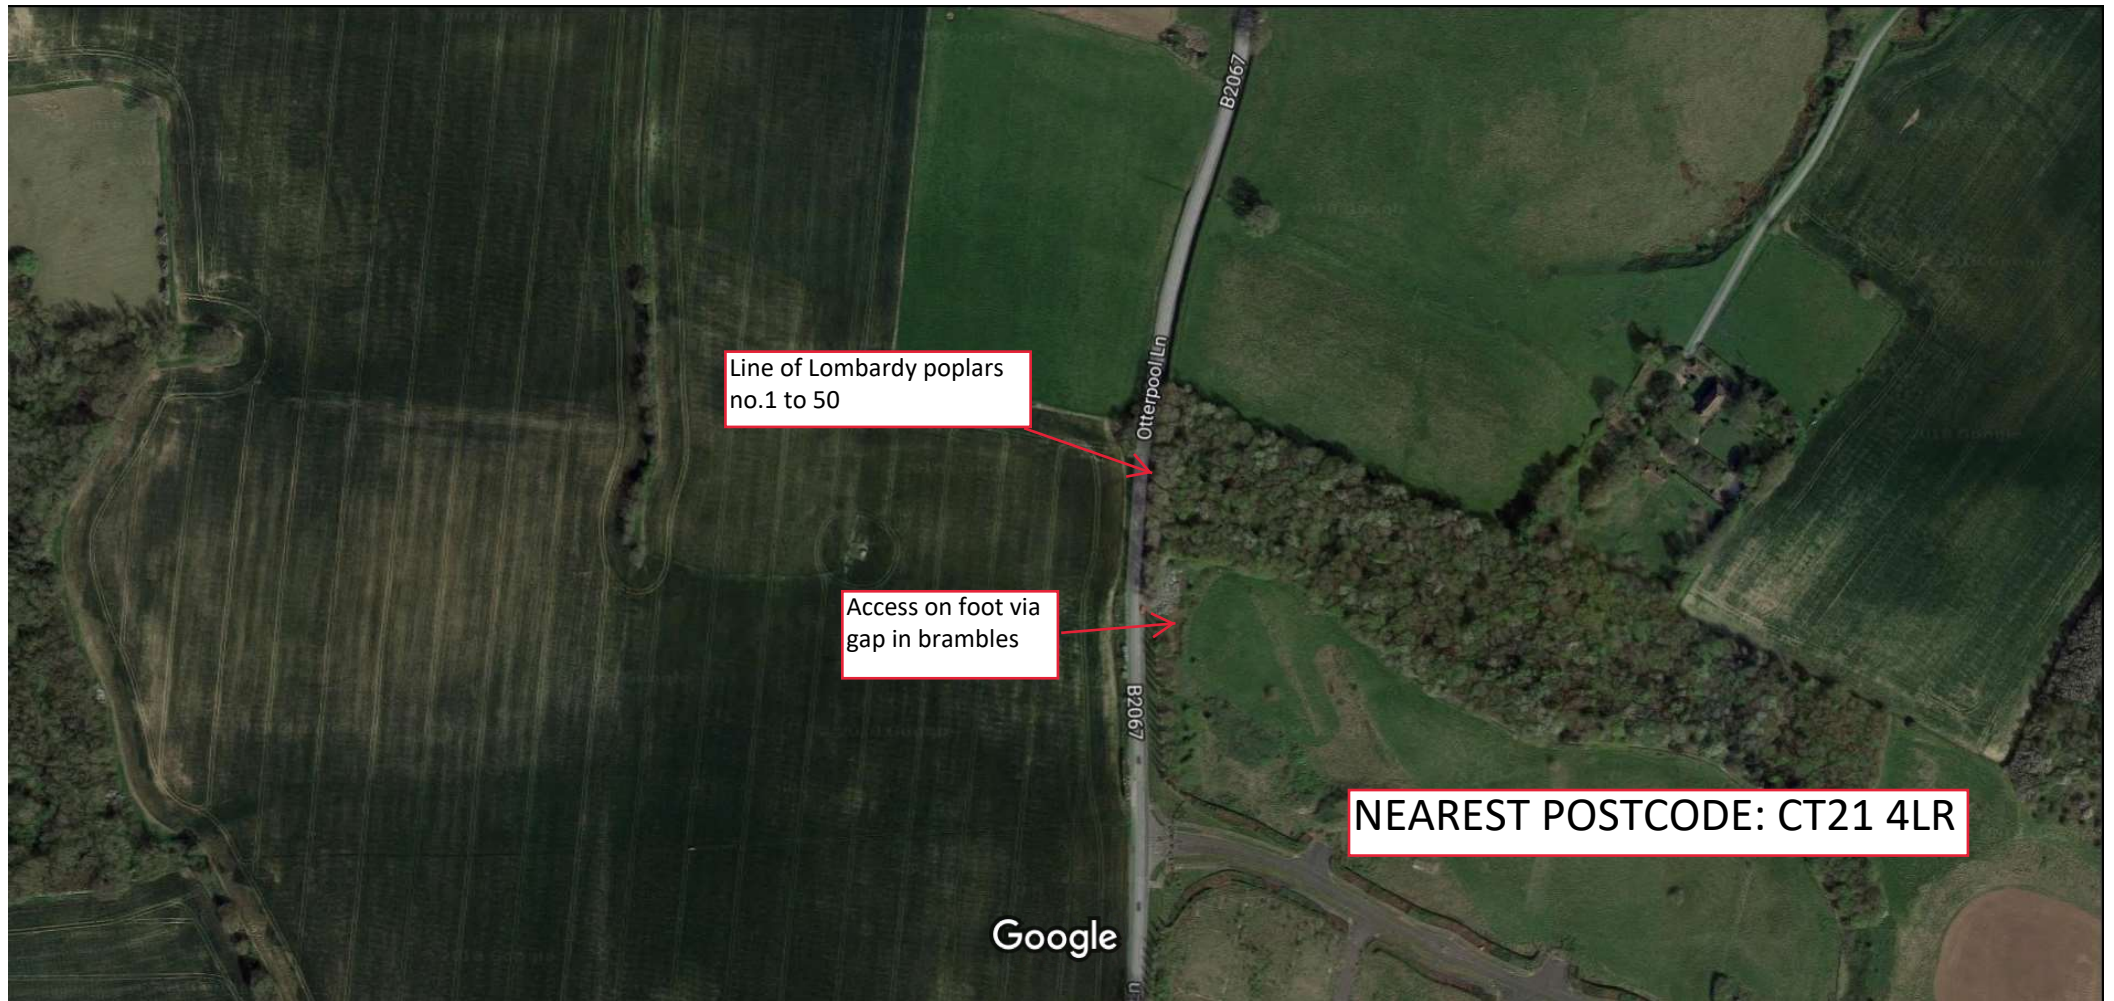 B2067
Otterpool Ln
Line of Lombardy poplars
no.1 to 50
Access on foot via
gap in brambles
B2067
NEAREST POSTCODE: CT21 4LR
Google